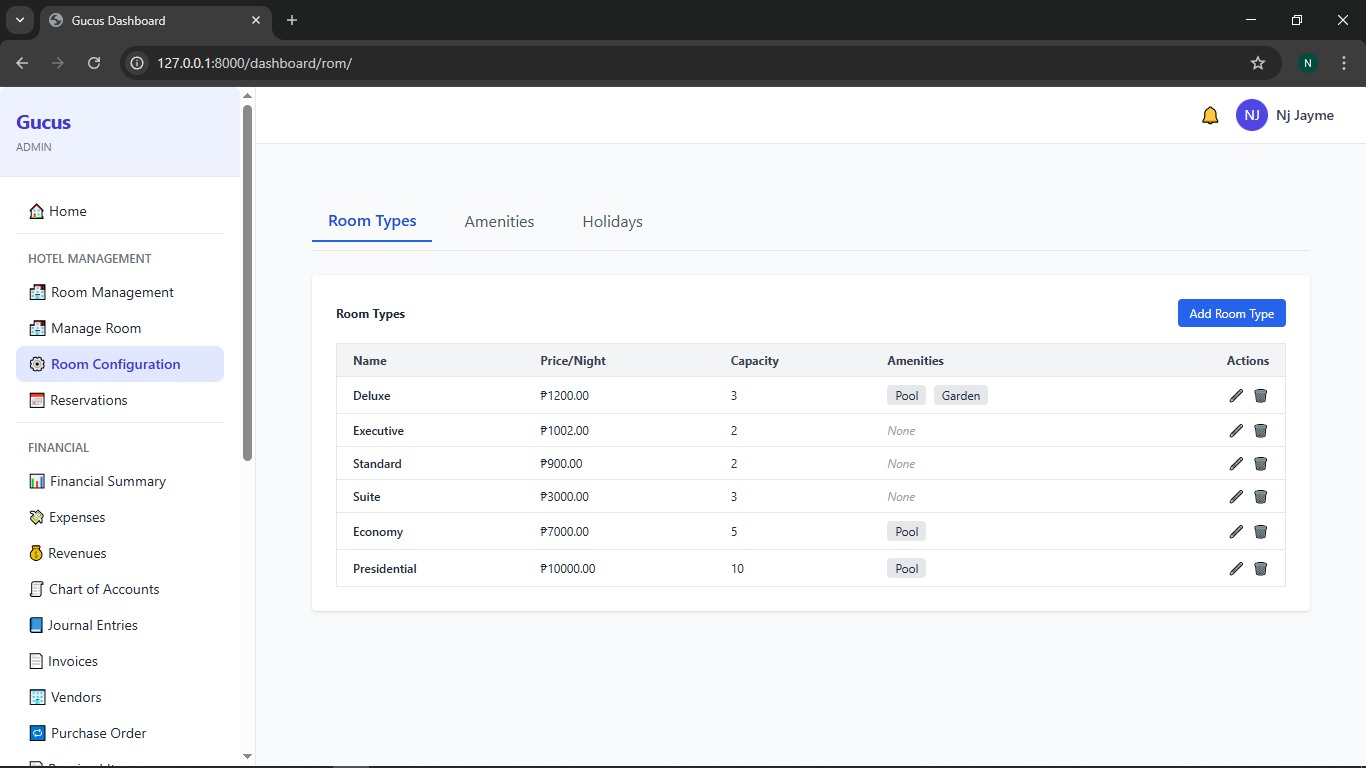 Gucus Dashboard
127.0.0.1:8000/dashboard/rom/
N
Gucus
ADMIN
NJ Nj Jayme
Home
HOTEL MANAGEMENT
Room Management
Manage Room
Room Configuration
Reservations
FINANCIAL
Financial Summary
Expenses
Revenues
Chart of Accounts
Journal Entries
Invoices
Vendors
Purchase Order
Room Types Amenities Holidays
Room Types Add Room Type
Name Price/Night Capacity Amenities Actions
Deluxe ₱1200.00 3 Pool Garden
Executive ₱1002.00 2 None
Standard ₱900.00 2 None
Suite ₱3000.00 3 None
Economy ₱7000.00 5 Pool
Presidential ₱10000.00 10 Pool